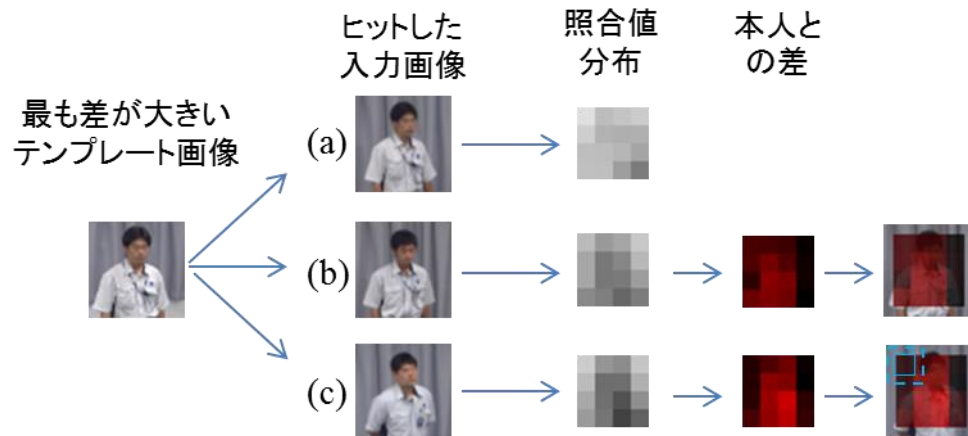 ヒットした
入力画像
照合値
分布
本人と
の差
最も差が大きい
テンプレート画像
(a)
(b)
(c)